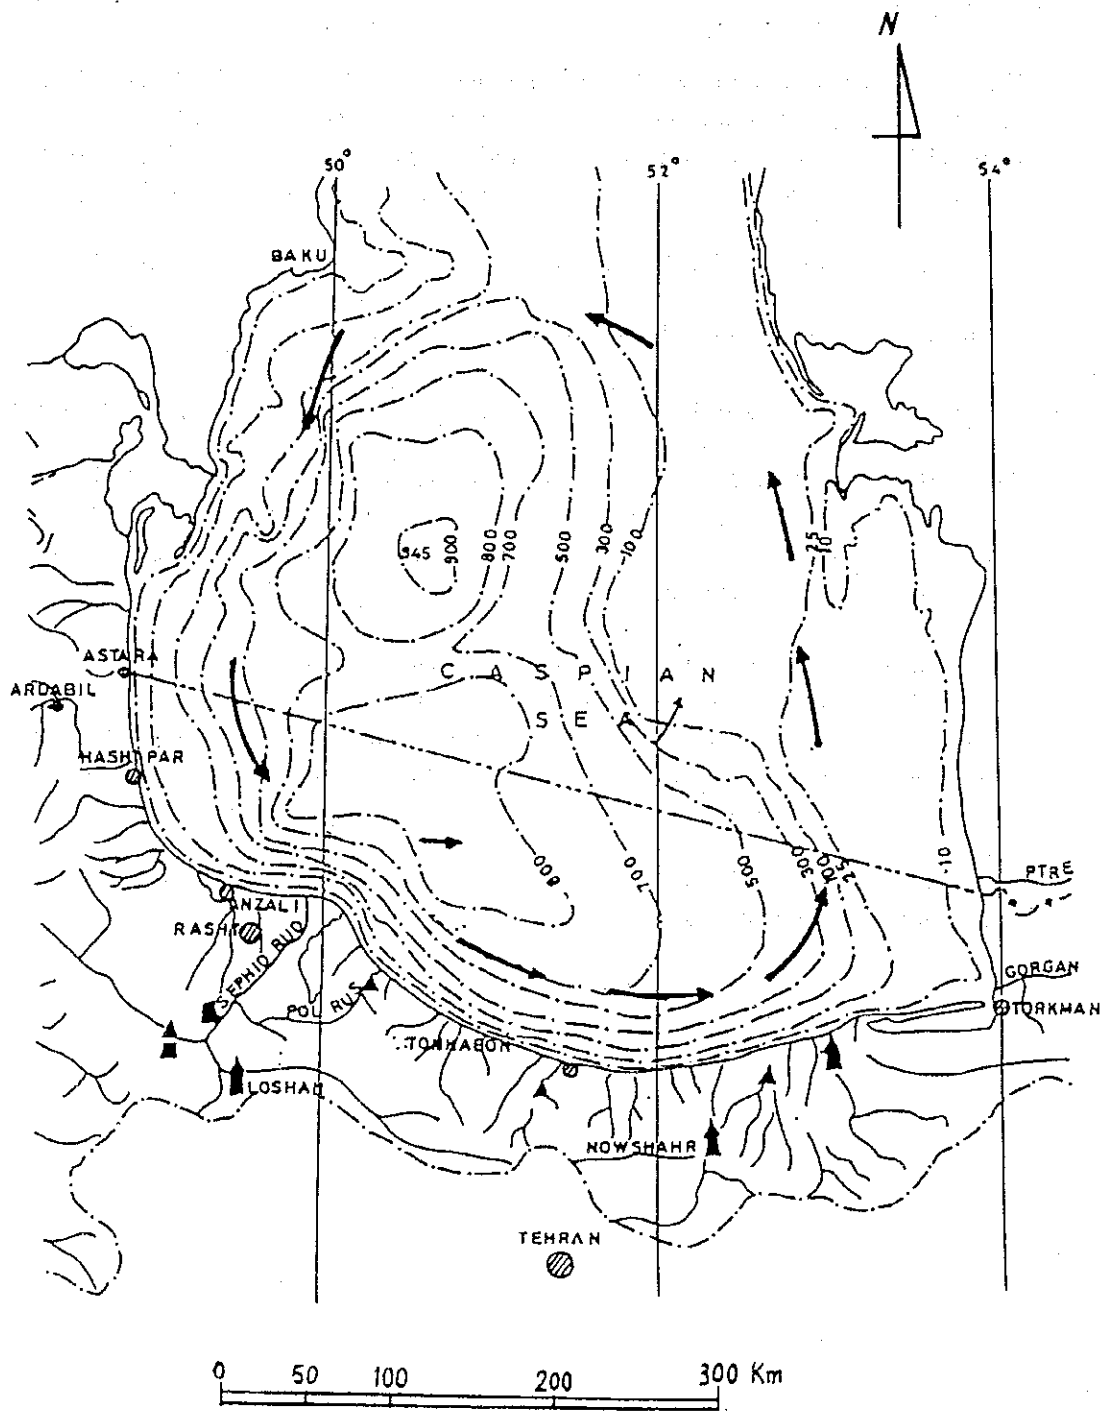 N
50°
52°
54°
BAKU
945
900
800
700
500
300
100
25
10
ASTARA
ARDABIL
CASPIAN
SEA
HASHTPAR
800
700
500
300
100
25
10
PTRE
ANZALI
RASHT
SEPHID RUD
POL RUS
GORGAN
TORKMAN
TONKABON
LOSHAN
NOWSHAHR
TEHRAN
0 50 100 200 300 Km